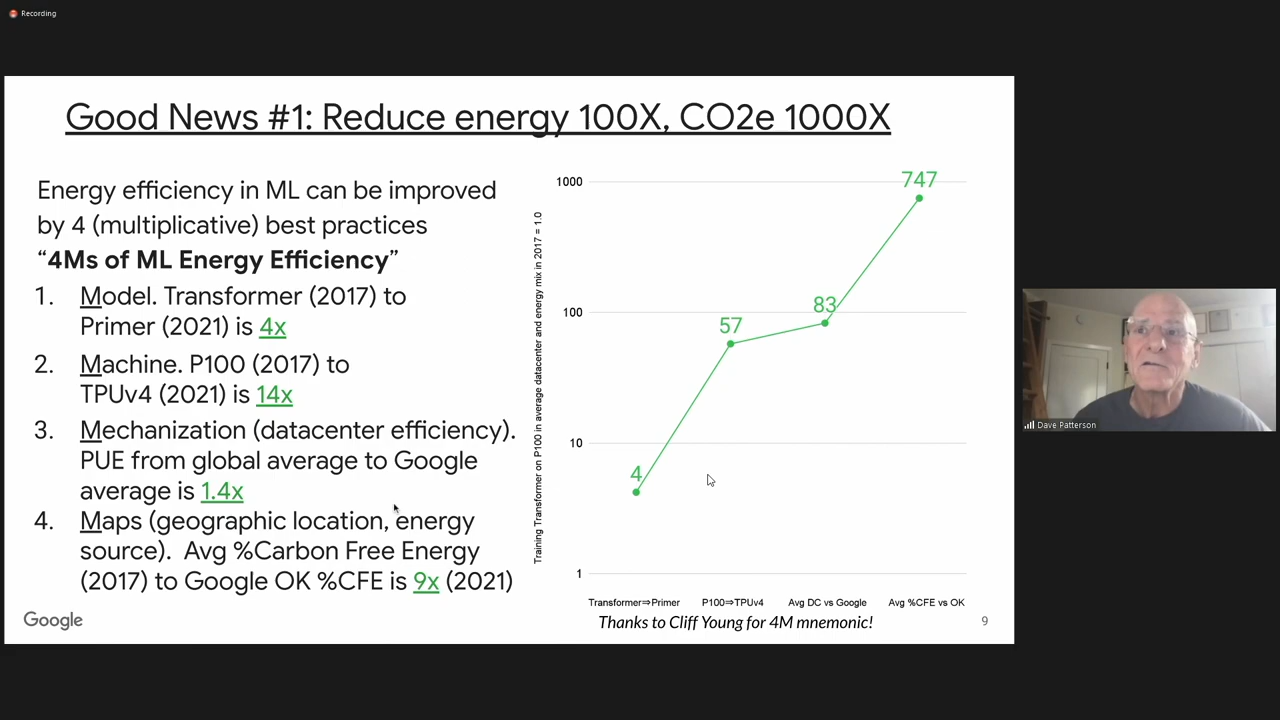 Recording
Good News #1: Reduce energy 100X, CO2e 1000X
Energy efficiency in ML can be improved
by 4 (multiplicative) best practices
“4Ms of ML Energy Efficiency”
1. Model. Transformer (2017) to
Primer (2021) is 4x
2. Machine. P100 (2017) to
TPUv4 (2021) is 14x
3. Mechanization (datacenter efficiency).
PUE from global average to Google
average is 1.4x
4. Maps (geographic location, energy
source). Avg %Carbon Free Energy
(2017) to Google OK %CFE is 9x (2021)
Google
Training Transformer on P100 in average datacenter and energy mix in 2017 = 1.0
1000
100
10
1
4
57
83
747
Transformer⇒Primer
P100⇒TPUv4
Avg DC vs Google
Avg %CFE vs OK
Thanks to Cliff Young for 4M mnemonic!
9
Dave Patterson